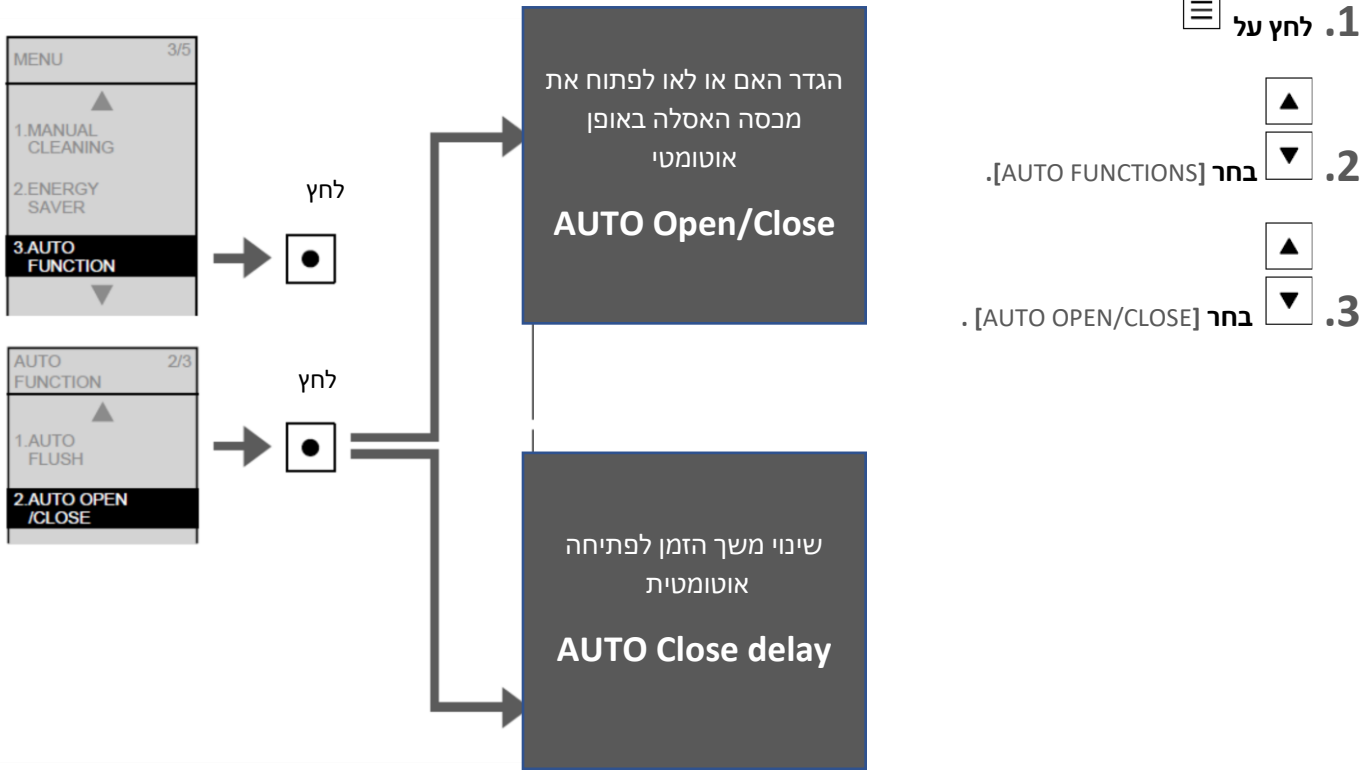 1. לחץ על
2. בחר [AUTO FUNCTIONS].
3. בחר [AUTO OPEN/CLOSE] .
MENU 3/5
1.MANUAL
CLEANING
2.ENERGY
SAVER
3.AUTO
FUNCTION
לחץ
AUTO 2/3
FUNCTION
1.AUTO
FLUSH
2.AUTO OPEN
/CLOSE
לחץ
הגדר האם או לאו לפתוח את
מכסה האסלה באופן
אוטומטי
AUTO Open/Close
שינוי משך הזמן לפתיחה
אוטומטית
AUTO Close delay